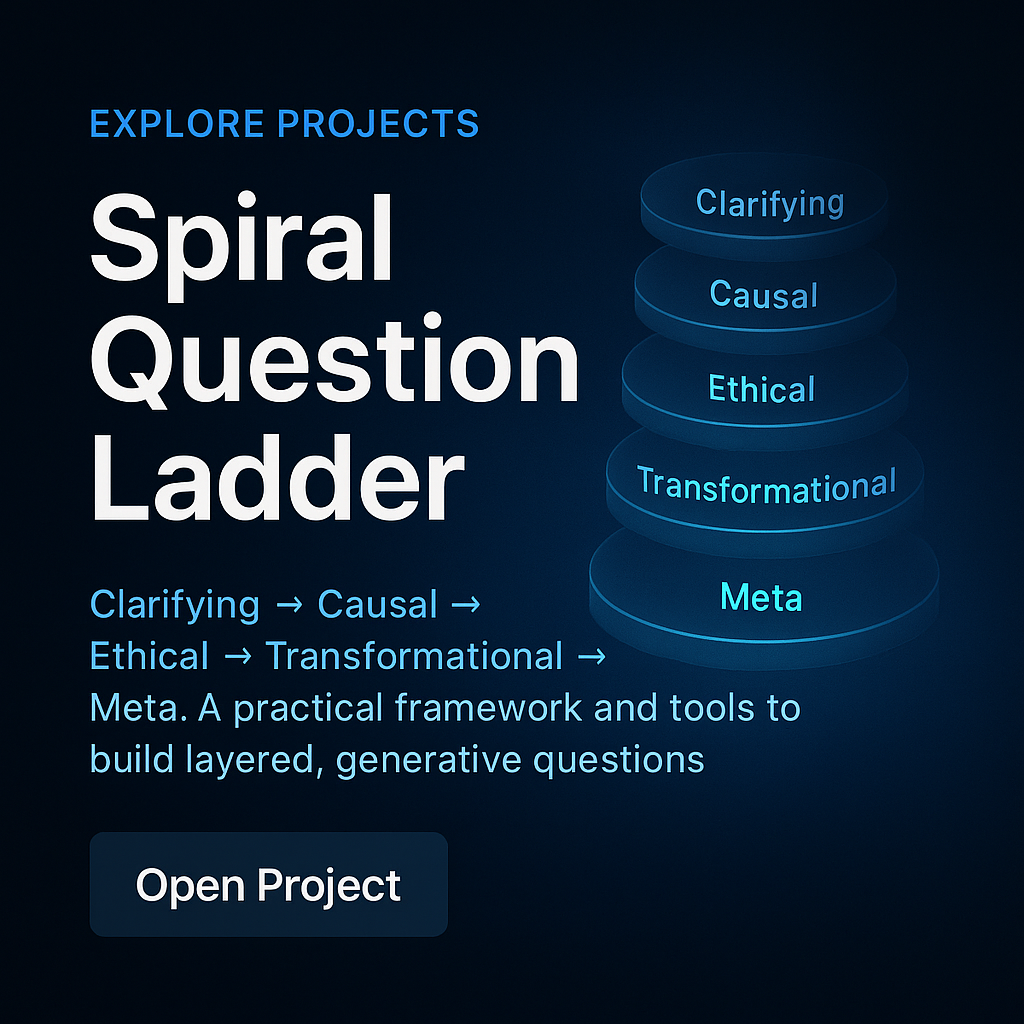 EXPLORE PROJECTS
Spiral
Question
Ladder
Clarifying → Causal →
Ethical → Transformational →
Meta. A practical framework and tools to
build layered, generative questions
Open Project
Clarifying
Causal
Ethical
Transformational
Meta